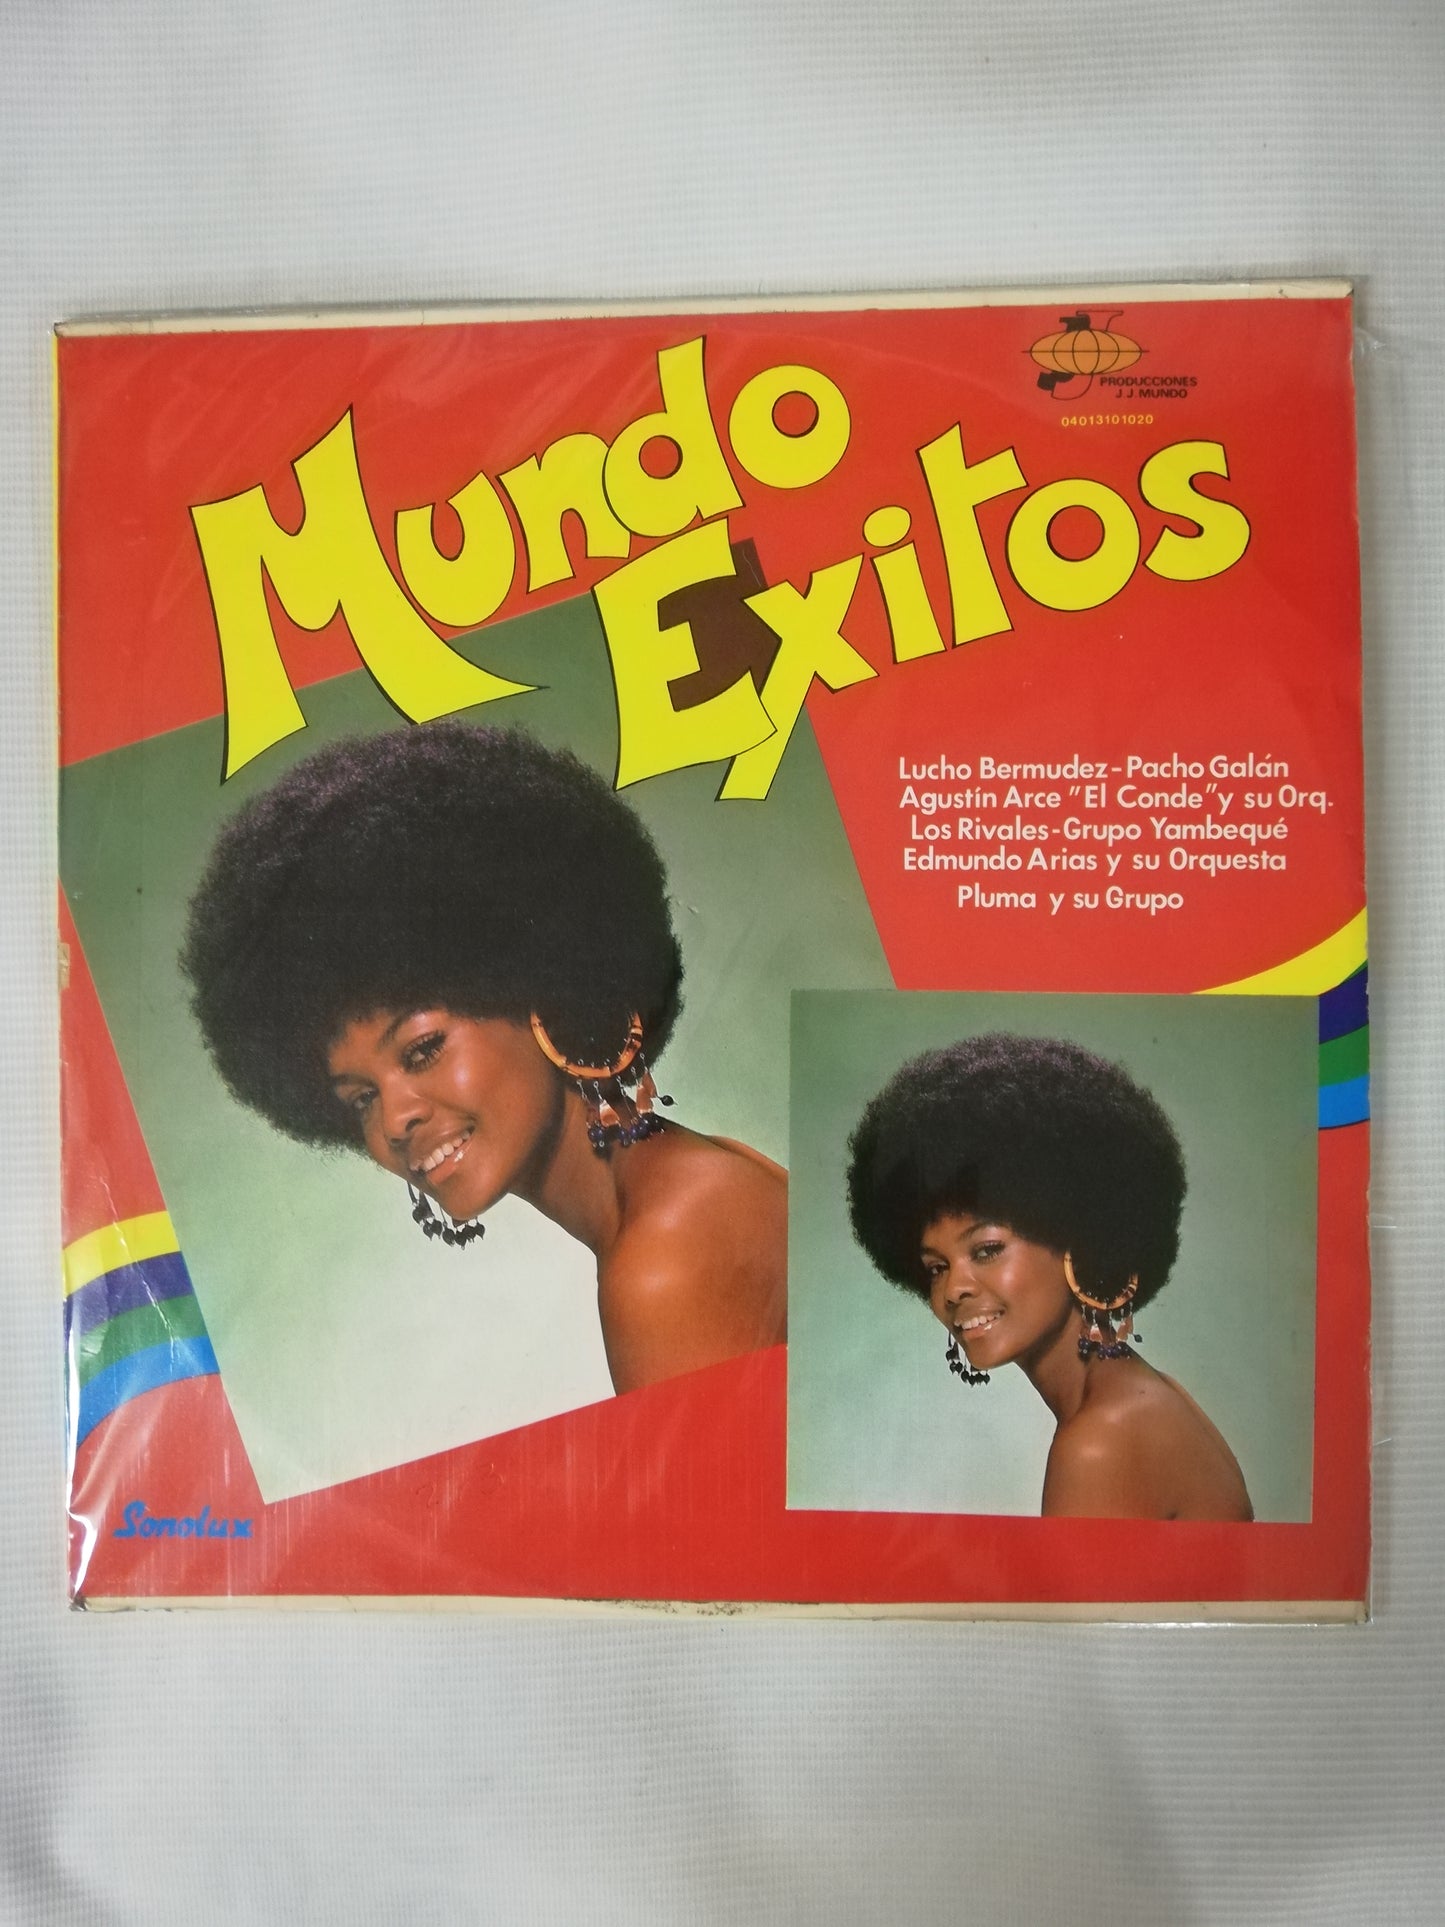 PRODUCCIONES
J.J. MUNDO
04013101020
Mundo
Exitos
Lucho Bermudez-Pacho Galán
Agustín Arce "El Conde" y su Orq.
Los Rivales-Grupo Yambequé
Edmundo Arias y su Orquesta
Pluma y su Grupo
Sonolux